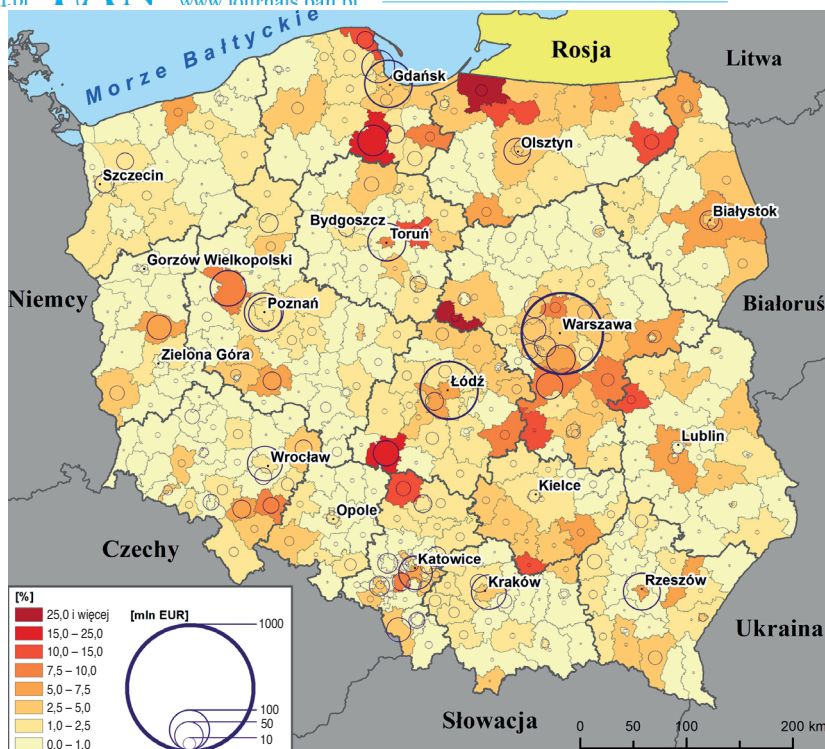 www.journals.pan.pl
Morze Bałtyckie
Rosja
Litwa
Gdańsk
Olsztyn
Szczecin
Białystok
Bydgoszcz
Toruń
Gorzów Wielkopolski
Niemcy
Poznań
Białoruś
Warszawa
Zielona Góra
Łódź
Lublin
Wrocław
Kielce
Opole
Czechy
Katowice
Kraków
Rzeszów
Ukraina
Słowacja
[%]
25,0 i więcej
15,0 – 25,0
10,0 – 15,0
7,5 – 10,0
5,0 – 7,5
2,5 – 5,0
1,0 – 2,5
0,0 – 1,0
[mln EUR]
1000
100
50
10
0 50 100 200 km